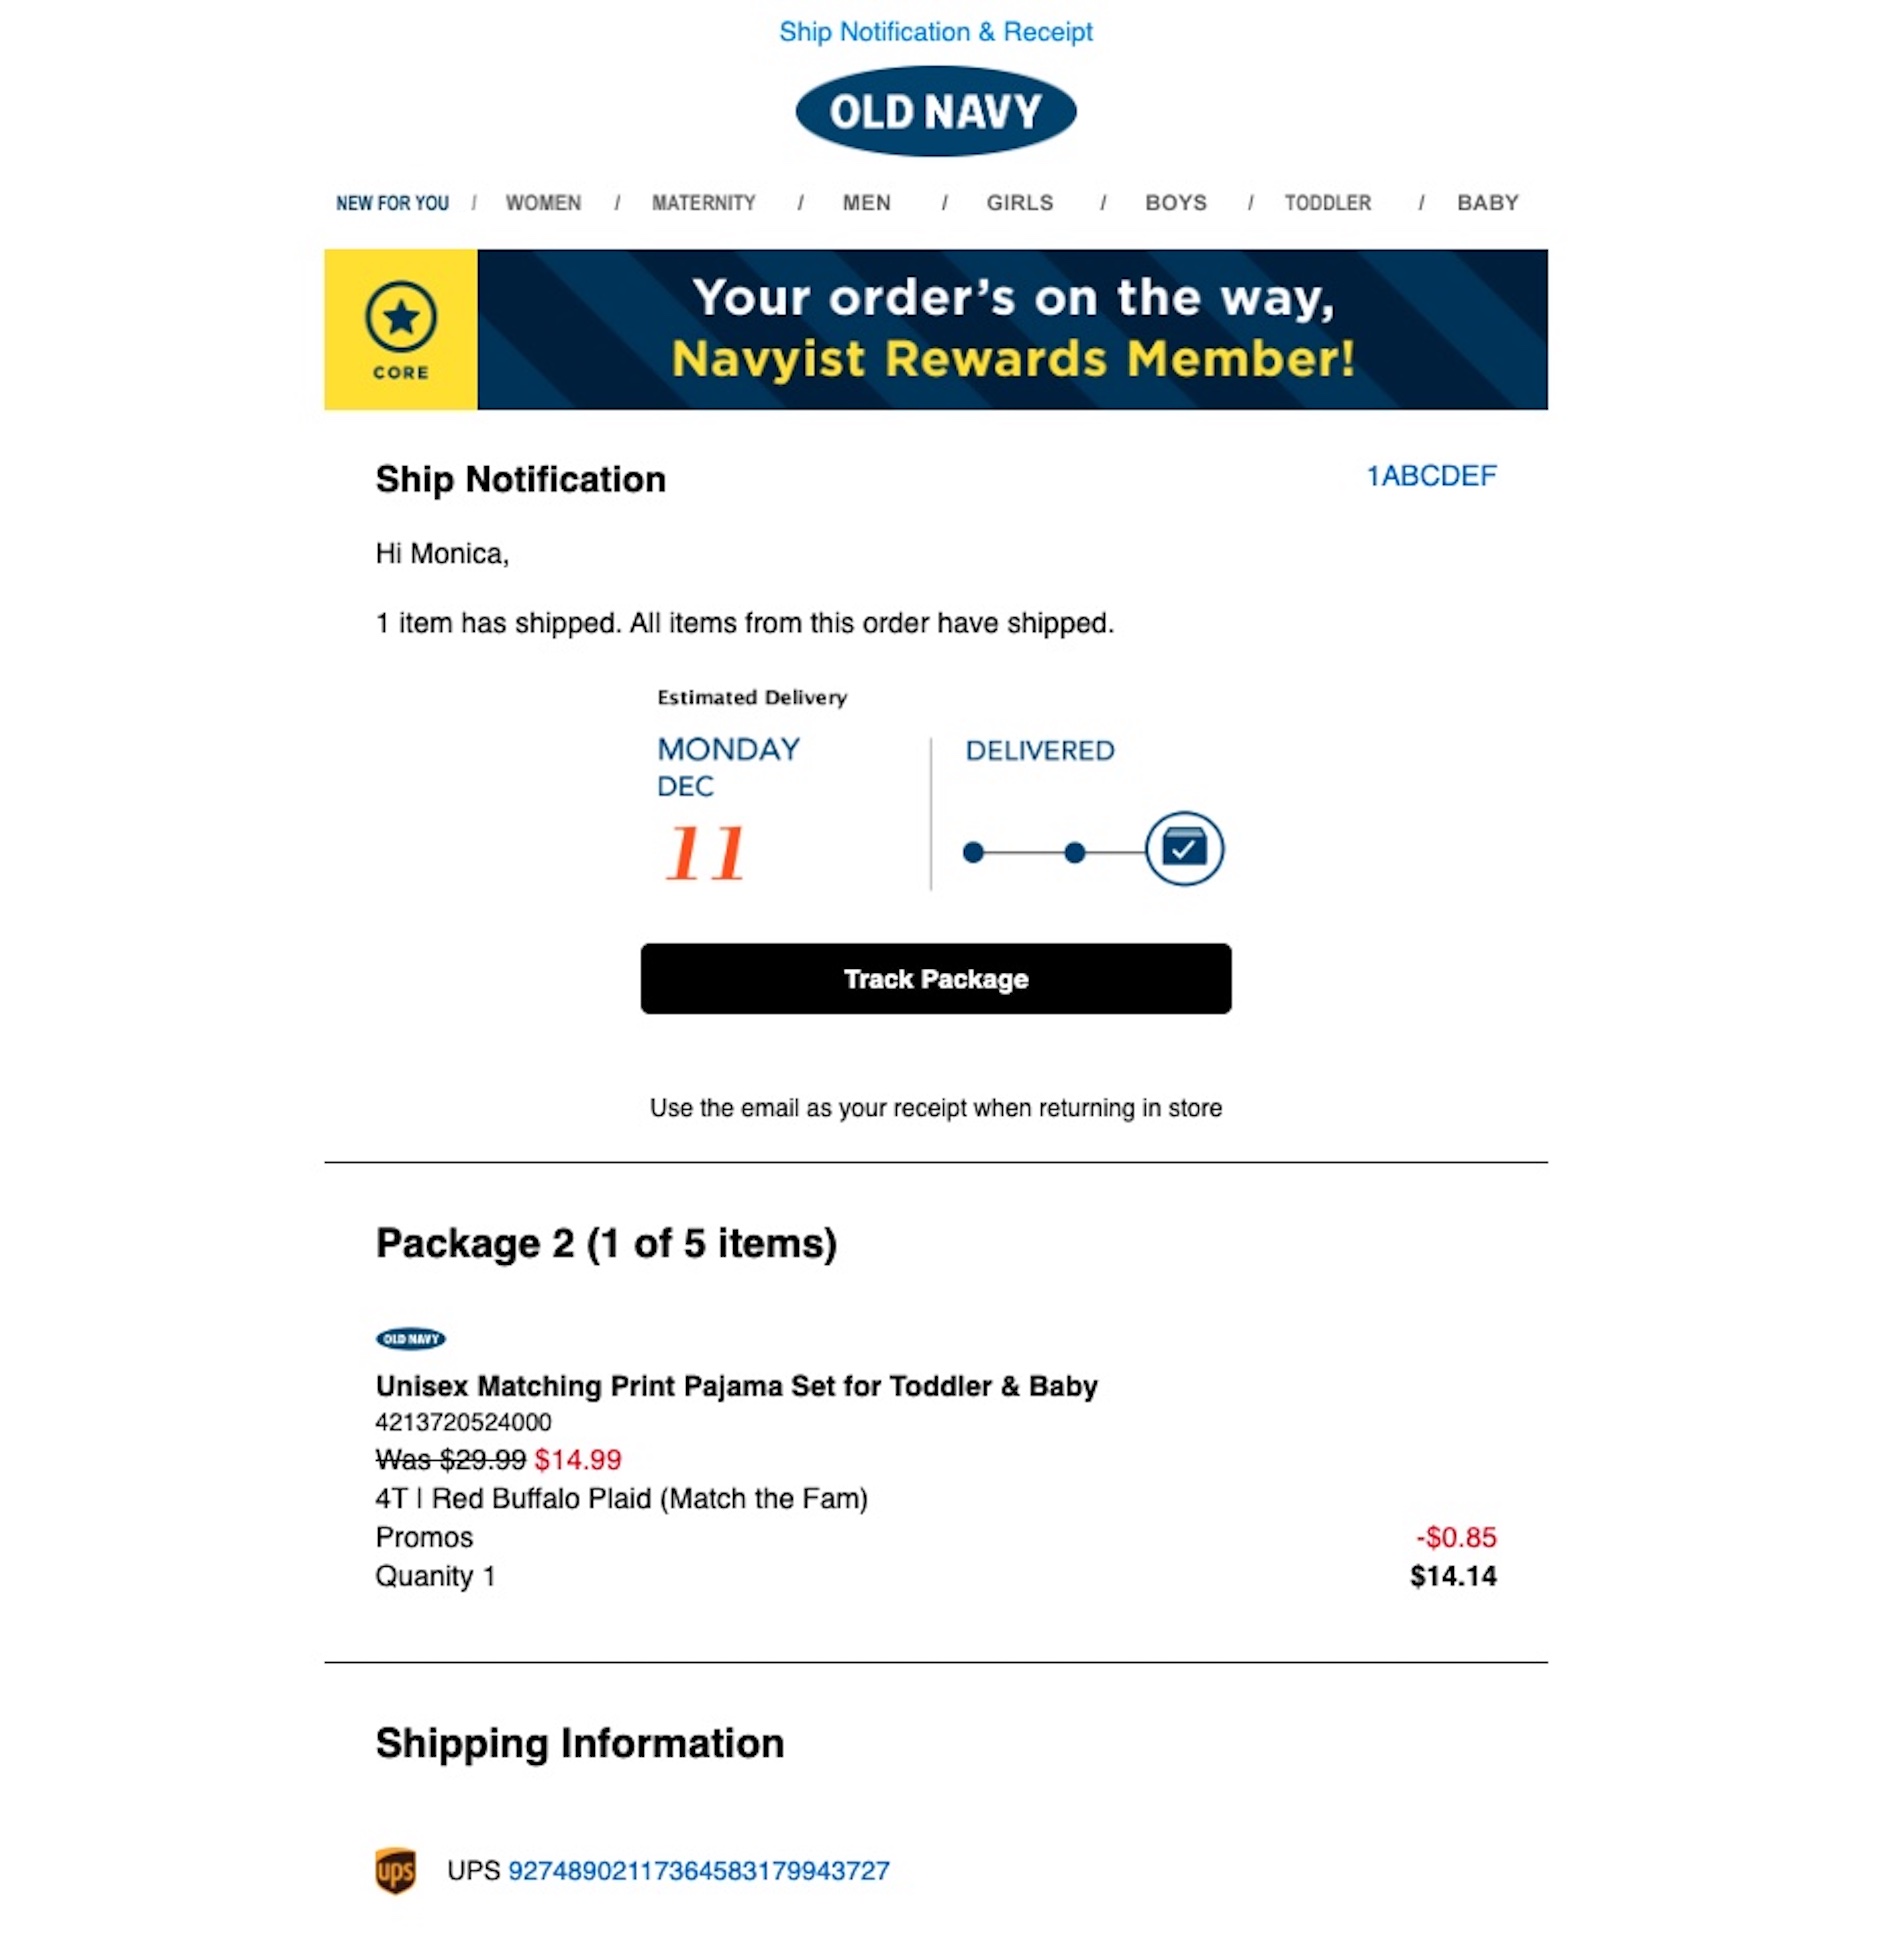 Ship Notification & Receipt
OLD NAVY
NEW FOR YOU / WOMEN / MATERNITY / MEN / GIRLS / BOYS / TODDLER / BABY
CORE
Your order's on the way,
Navyist Rewards Member!
Ship Notification
1ABCDEF
Hi Monica,
1 item has shipped. All items from this order have shipped.
Estimated Delivery
MONDAY
DEC
11
DELIVERED
Track Package
Use the email as your receipt when returning in store
Package 2 (1 of 5 items)
OLD NAVY
Unisex Matching Print Pajama Set for Toddler & Baby
4213720524000
Was $29.99 $14.99
4T | Red Buffalo Plaid (Match the Fam)
Promos -$0.85
Quanity 1 $14.14
Shipping Information
ups UPS 92748902117364583179943727